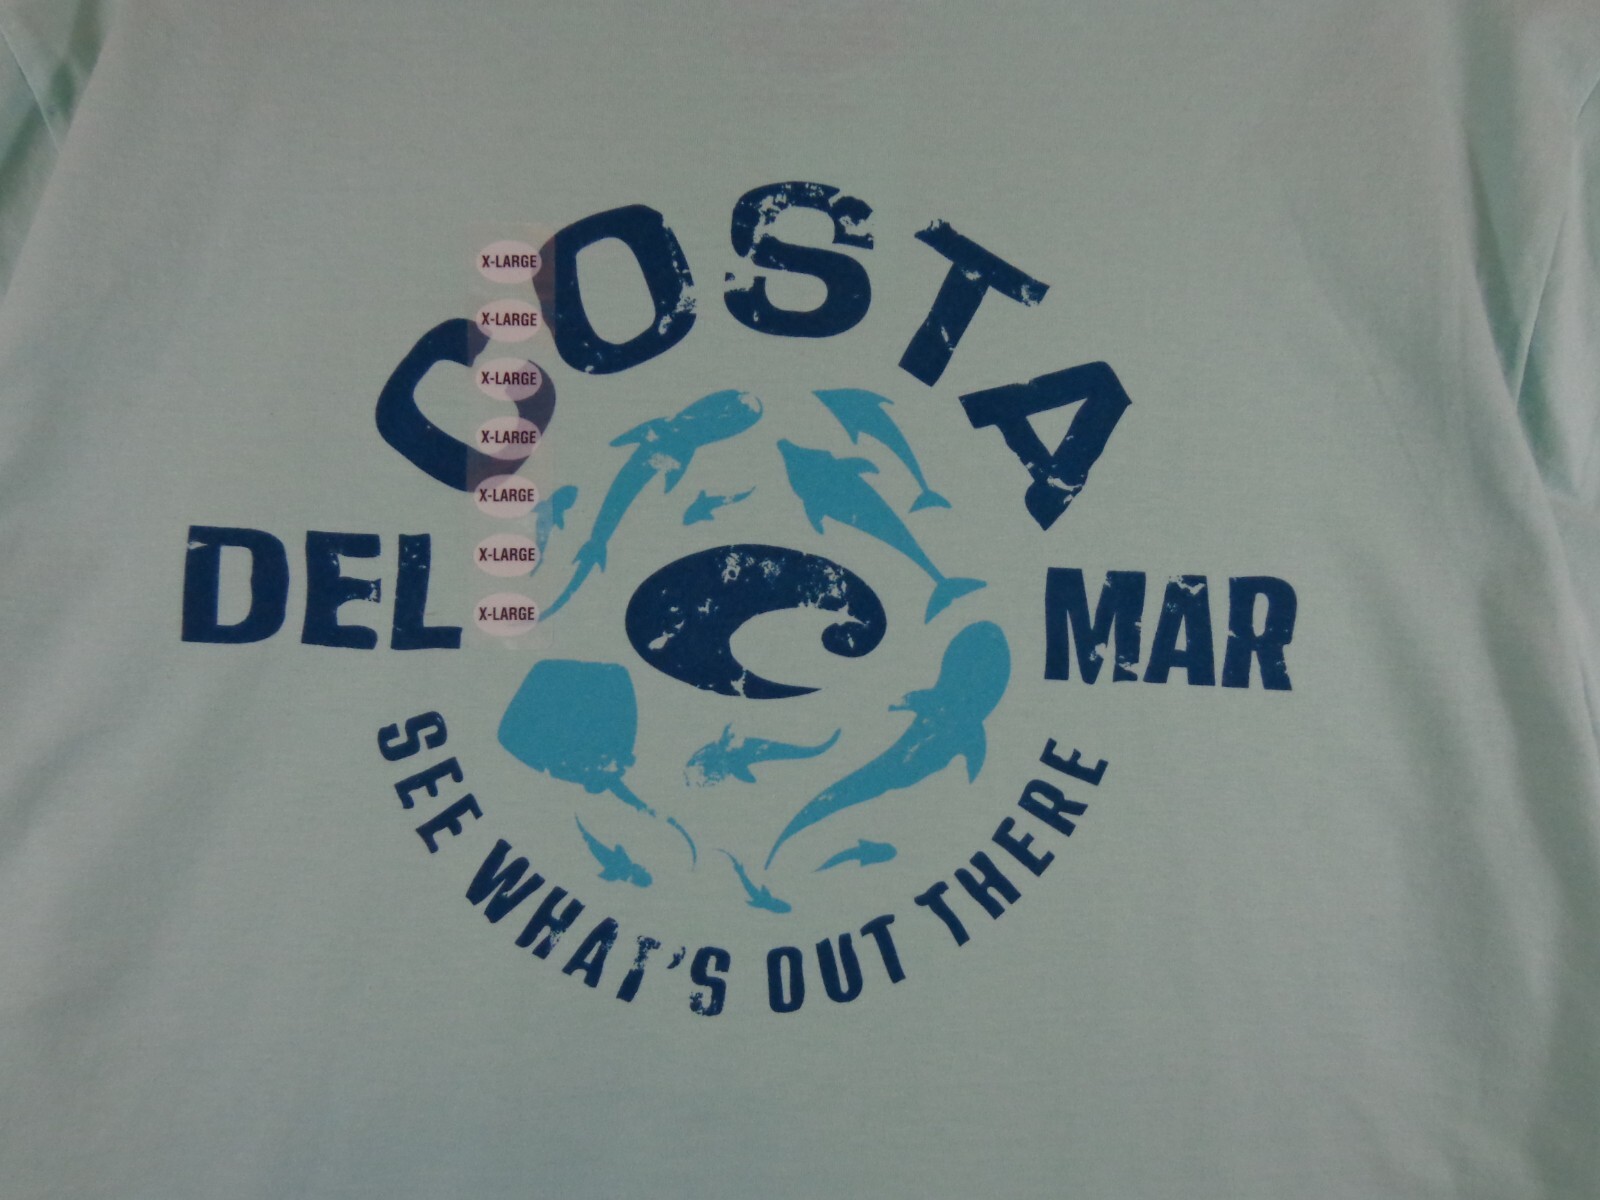 COSTA
DEL MAR
SEE WHAT'S OUT THERE
X-LARGE
X-LARGE
X-LARGE
X-LARGE
X-LARGE
X-LARGE
X-LARGE